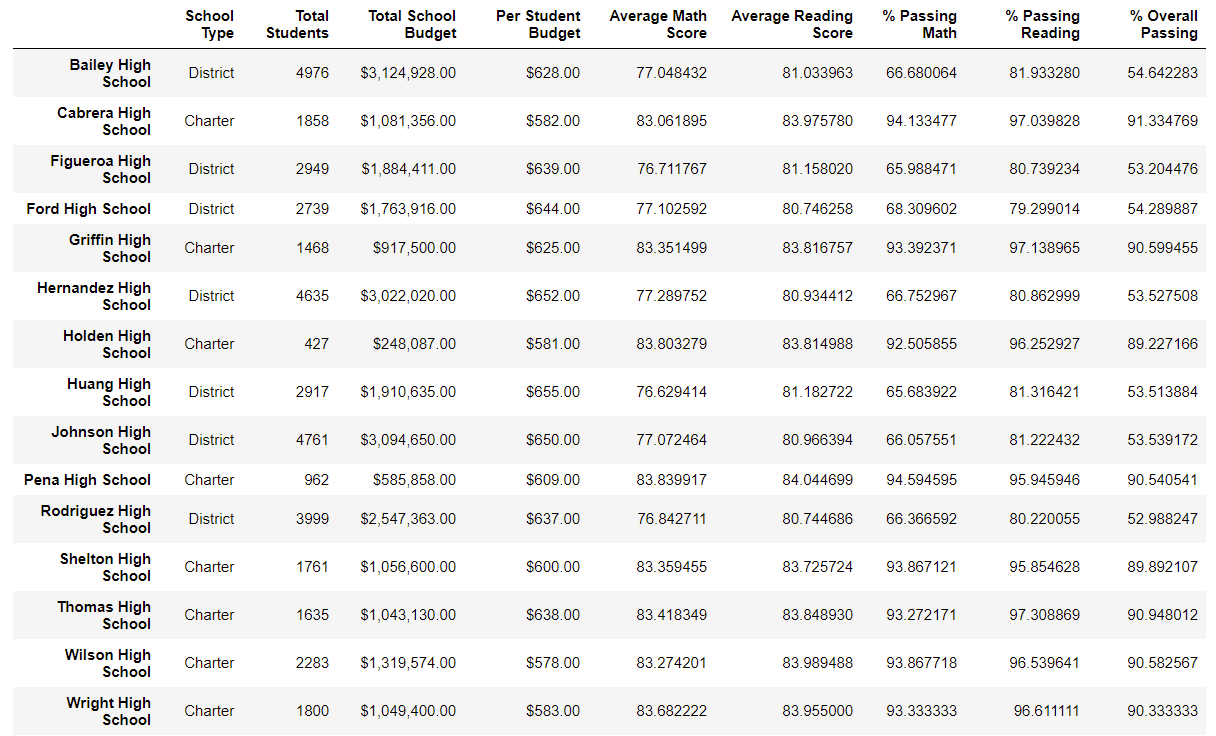 School Type Total Students Total School Budget Per Student Budget Average Math Score Average Reading Score % Passing Math % Passing Reading % Overall Passing
Bailey High School District 4976 $3,124,928.00 $628.00 77.048432 81.033963 66.680064 81.933280 54.642283
Cabrera High School Charter 1858 $1,081,356.00 $582.00 83.061895 83.975780 94.133477 97.039828 91.334769
Figueroa High School District 2949 $1,884,411.00 $639.00 76.711767 81.158020 65.988471 80.739234 53.204476
Ford High School District 2739 $1,763,916.00 $644.00 77.102592 80.746258 68.309602 79.299014 54.289887
Griffin High School Charter 1468 $917,500.00 $625.00 83.351499 83.816757 93.392371 97.138965 90.599455
Hernandez High School District 4635 $3,022,020.00 $652.00 77.289752 80.934412 66.752967 80.862999 53.527508
Holden High School Charter 427 $248,087.00 $581.00 83.803279 83.814988 92.505855 96.252927 89.227166
Huang High School District 2917 $1,910,635.00 $655.00 76.629414 81.182722 65.683922 81.316421 53.513884
Johnson High School District 4761 $3,094,650.00 $650.00 77.072464 80.966394 66.057551 81.222432 53.539172
Pena High School Charter 962 $585,858.00 $609.00 83.839917 84.044699 94.594595 95.945946 90.540541
Rodriguez High School District 3999 $2,547,363.00 $637.00 76.842711 80.744686 66.366592 80.220055 52.988247
Shelton High School Charter 1761 $1,056,600.00 $600.00 83.359455 83.725724 93.867121 95.854628 89.892107
Thomas High School Charter 1635 $1,043,130.00 $638.00 83.418349 83.848930 93.272171 97.308869 90.948012
Wilson High School Charter 2283 $1,319,574.00 $578.00 83.274201 83.989488 93.867718 96.539641 90.582567
Wright High School Charter 1800 $1,049,400.00 $583.00 83.682222 83.955000 93.333333 96.611111 90.333333